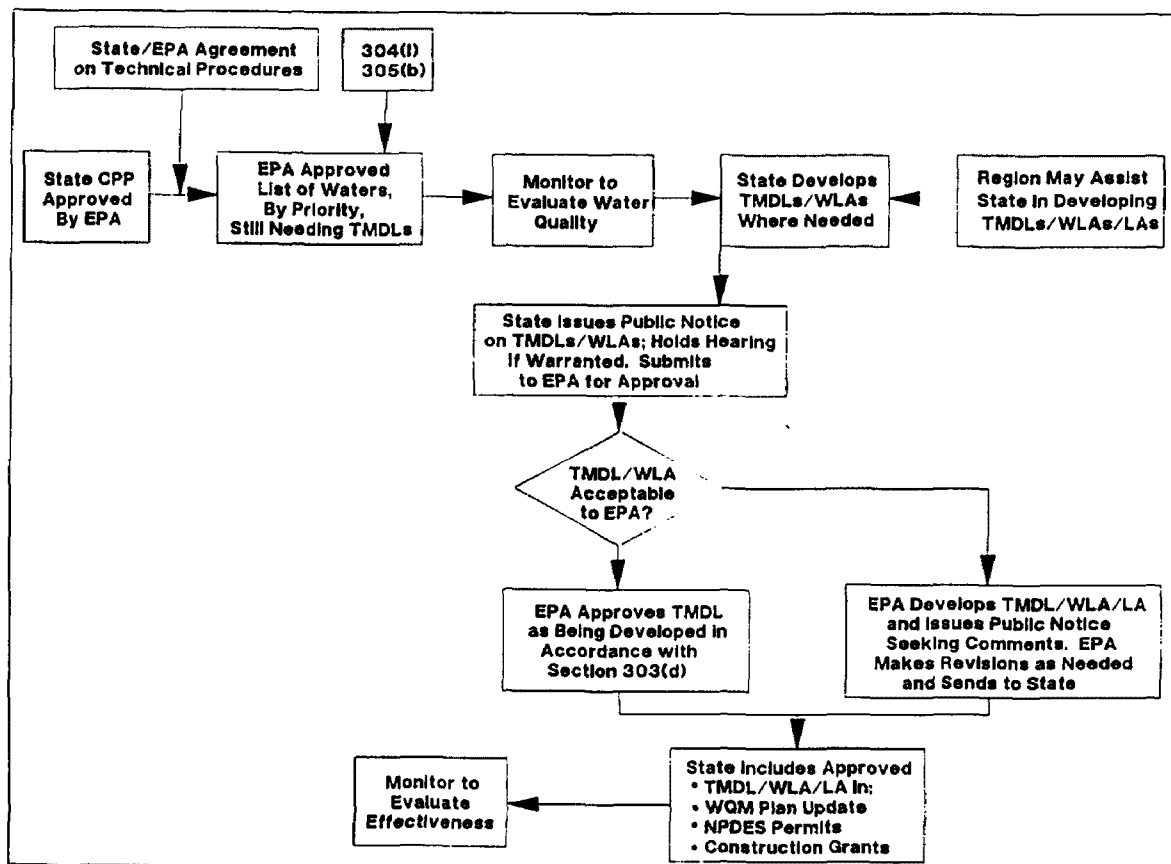 State/EPA Agreement
on Technical Procedures
304(l)
305(b)
State CPP
Approved
By EPA
EPA Approved
List of Waters,
By Priority,
Still Needing TMDLs
Monitor to
Evaluate Water
Quality
State Develops
TMDLs/WLAs
Where Needed
Region May Assist
State in Developing
TMDLs/WLAs/LAs
State Issues Public Notice
on TMDLs/WLAs; Holds Hearing
If Warranted. Submits
to EPA for Approval
TMDL/WLA
Acceptable
to EPA?
EPA Approves TMDL
as Being Developed in
Accordance with
Section 303(d)
EPA Develops TMDL/WLA/LA
and Issues Public Notice
Seeking Comments. EPA
Makes Revisions as Needed
and Sends to State
Monitor to
Evaluate
Effectiveness
State Includes Approved
• TMDL/WLA/LA In:
• WQM Plan Update
• NPDES Permits
• Construction Grants